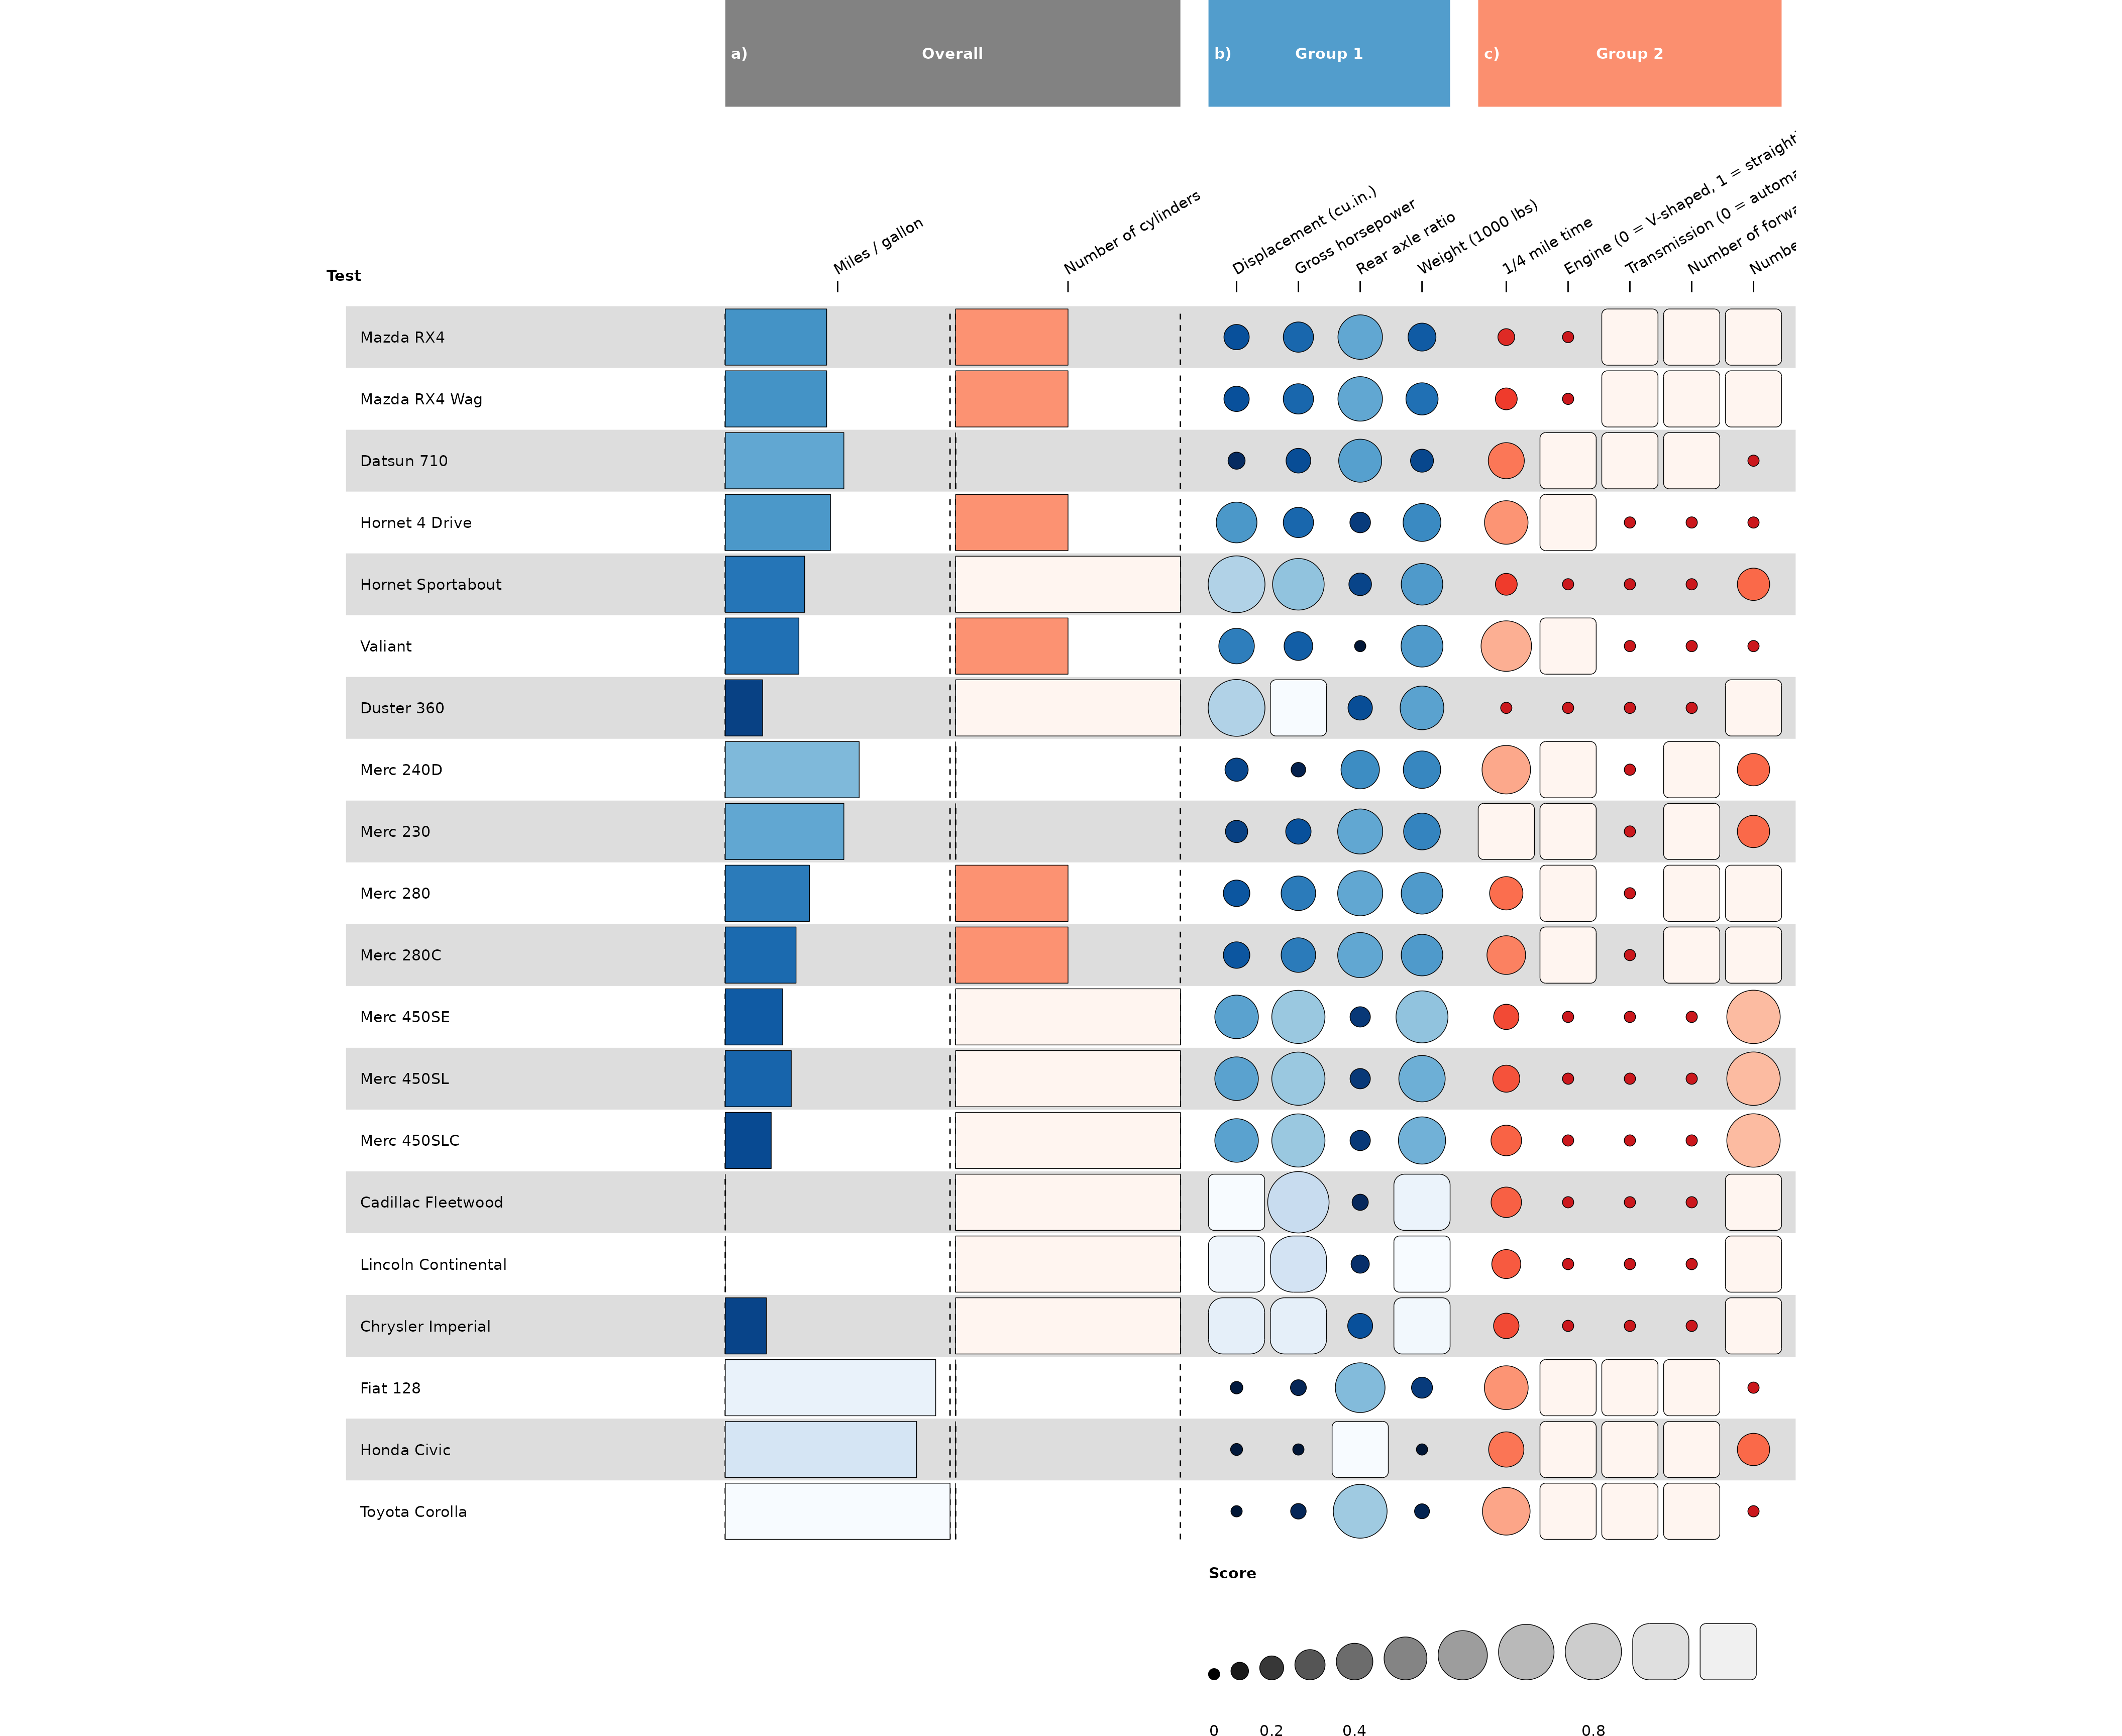 a) Overall b) Group 1 c) Group 2
Test Miles / gallon Number of cylinders Displacement (cu.in.) Gross horsepower Rear axle ratio Weight (1000 lbs) 1/4 mile time Engine (0 = V-shaped, 1 = straight Transmission (0 = automa Number of forwa Numbe
Mazda RX4
Mazda RX4 Wag
Datsun 710
Hornet 4 Drive
Hornet Sportabout
Valiant
Duster 360
Merc 240D
Merc 230
Merc 280
Merc 280C
Merc 450SE
Merc 450SL
Merc 450SLC
Cadillac Fleetwood
Lincoln Continental
Chrysler Imperial
Fiat 128
Honda Civic
Toyota Corolla
Score
0 0.2 0.4 0.8